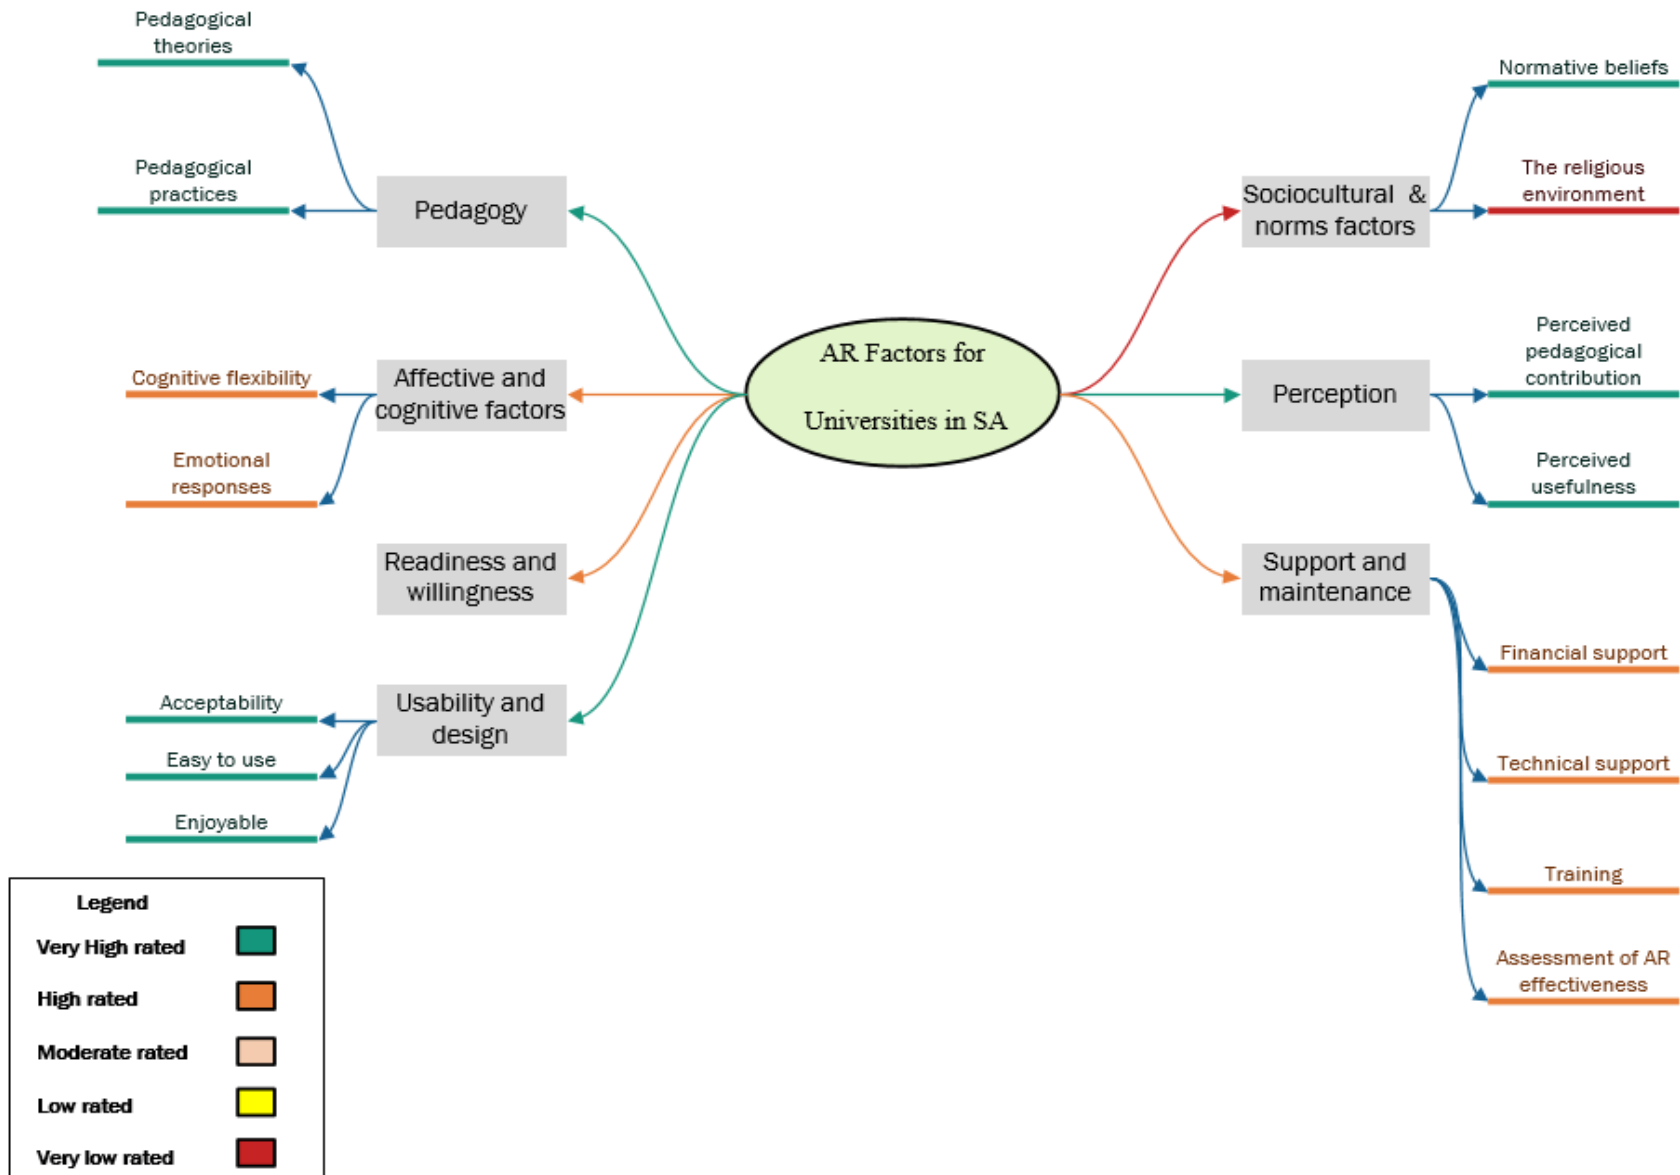 Pedagogical
theories
Pedagogical
practices
Pedagogy
Cognitive flexibility
Emotional
responses
Affective and
cognitive factors
Readiness and
willingness
Acceptability
Easy to use
Enjoyable
Usability and
design
AR Factors for
Universities in SA
Sociocultural &
norms factors
Normative beliefs
The religious
environment
Perception
Perceived
pedagogical
contribution
Perceived
usefulness
Support and
maintenance
Financial support
Technical support
Training
Assessment of AR
effectiveness
Legend
Very High rated
High rated
Moderate rated
Low rated
Very low rated